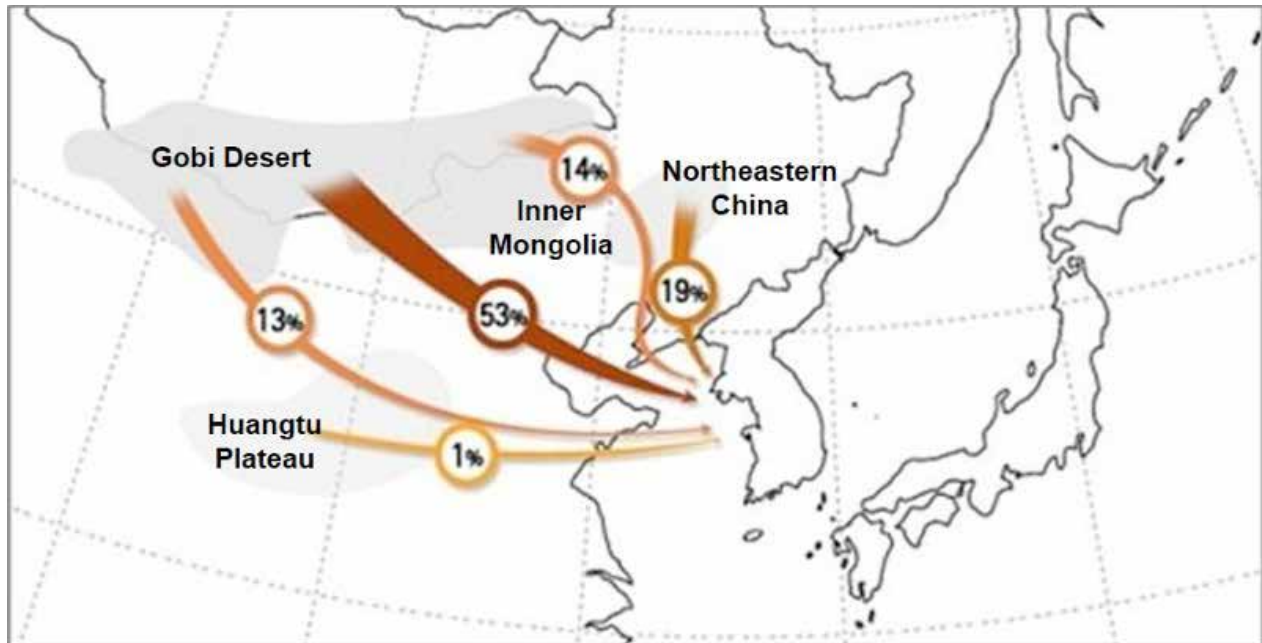 Gobi Desert
14%
Northeastern
China
Inner
Mongolia
19%
13%
53%
Huangtu
Plateau
1%